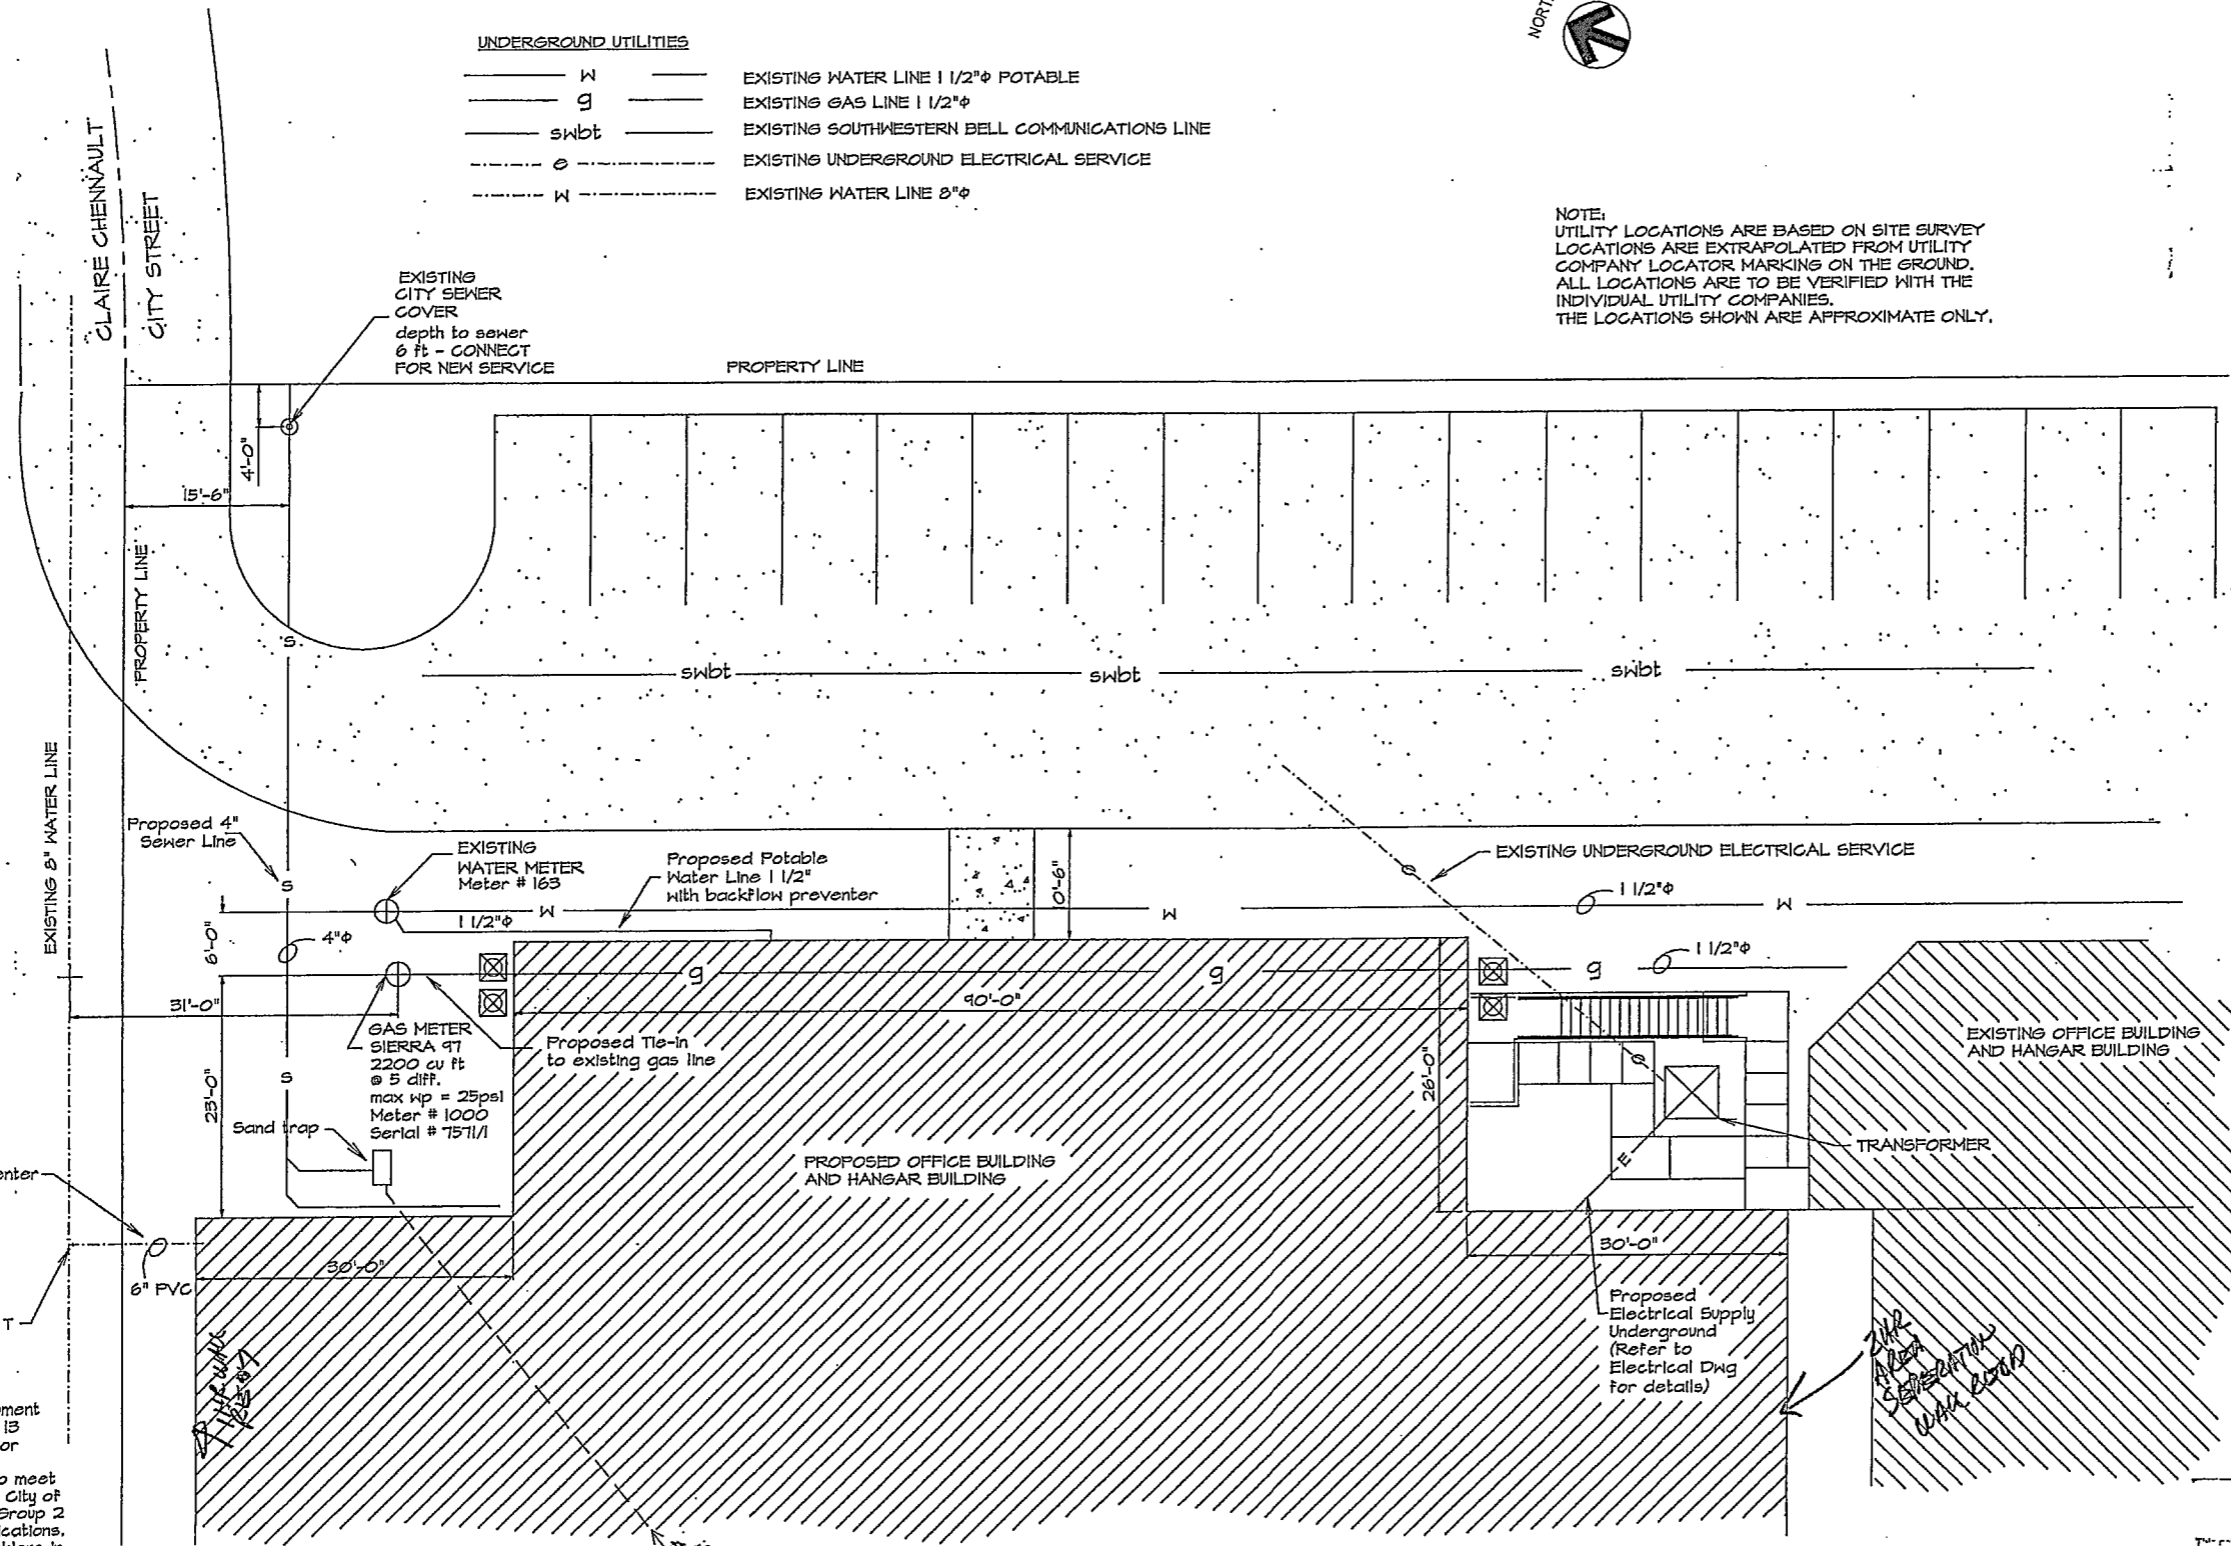 UNDERGROUND UTILITIES
W EXISTING WATER LINE 1 1/2"φ POTABLE
g EXISTING GAS LINE 1 1/2"φ
swbt EXISTING SOUTHWESTERN BELL COMMUNICATIONS LINE
e EXISTING UNDERGROUND ELECTRICAL SERVICE
W EXISTING WATER LINE 8"φ
NOTE:
UTILITY LOCATIONS ARE BASED ON SITE SURVEY
LOCATIONS ARE EXTRAPOLATED FROM UTILITY
COMPANY LOCATOR MARKING ON THE GROUND.
ALL LOCATIONS ARE TO BE VERIFIED WITH THE
INDIVIDUAL UTILITY COMPANIES.
THE LOCATIONS SHOWN ARE APPROXIMATE ONLY.
CLAIRE CHENNAULT
CITY STREET
EXISTING
CITY SEWER
COVER
depth to sewer
6 ft - CONNECT
FOR NEW SERVICE
PROPERTY LINE
4'-0"
15'-6"
PROPERTY LINE
S
swbt
swbt
swbt
EXISTING 8" WATER LINE
Proposed 4"
Sewer Line
S
EXISTING
WATER METER
Meter # 163
Proposed Potable
Water Line 1 1/2"
with backflow preventer
0'-6"
EXISTING UNDERGROUND ELECTRICAL SERVICE
1 1/2"φ
W
W
W
1 1/2"φ
6'-0"
4"φ
g
g
g
1 1/2"φ
31'-0"
90'-0"
GAS METER
SIERRA 97
2200 cu ft
@ 5 diff.
max wp = 25psi
Meter # 1000
Serial # 7571/1
Proposed Tie-in
to existing gas line
S
23'-0"
26'-0"
EXISTING OFFICE BUILDING
AND HANGAR BUILDING
Sand trap
PROPOSED OFFICE BUILDING
AND HANGAR BUILDING
E
TRANSFORMER
enter
6" PVC
30'-0"
30'-0"
T
Proposed
Electrical Supply
Underground
(Refer to
Electrical Dwg
for details)
2HR
AREA
SEPERATION
WALL
ment
13
or
o meet
City of
Group 2
ications.